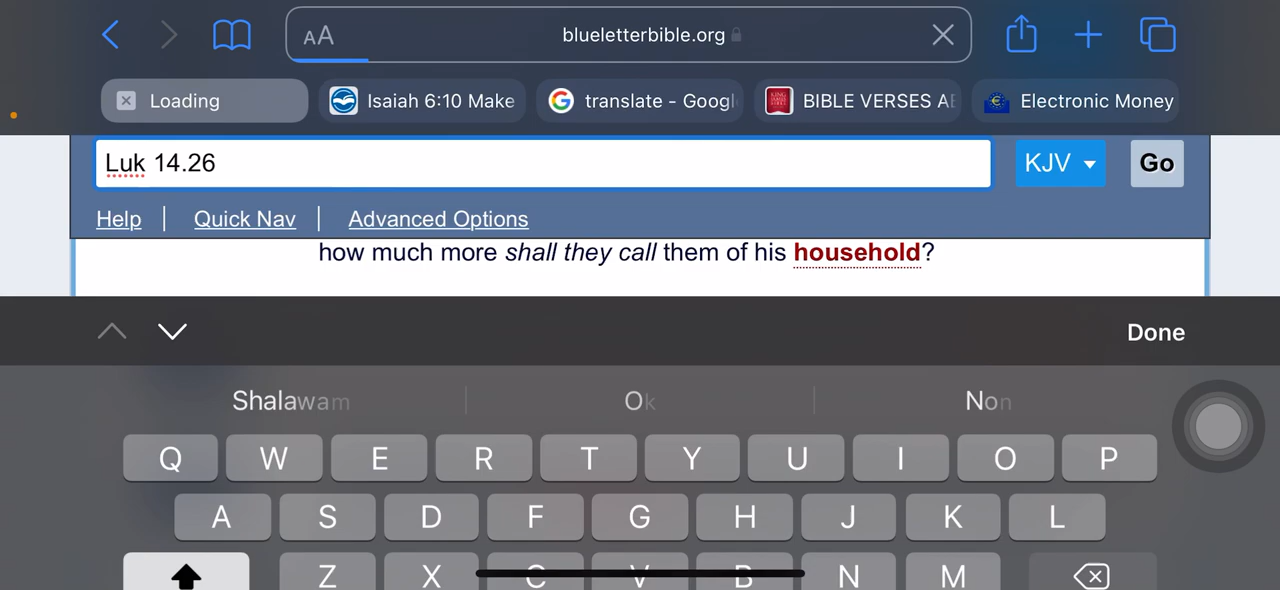 AA blueletterbible.org
Loading Isaiah 6:10 Make translate - Googl BIBLE VERSES AB Electronic Money
Luk 14.26 KJV Go
Help Quick Nav Advanced Options
how much more shall they call them of his household?
Done
Shalawam Ok Non
Q W E R T Y U I O P
A S D F G H J K L
Z X C V B N M